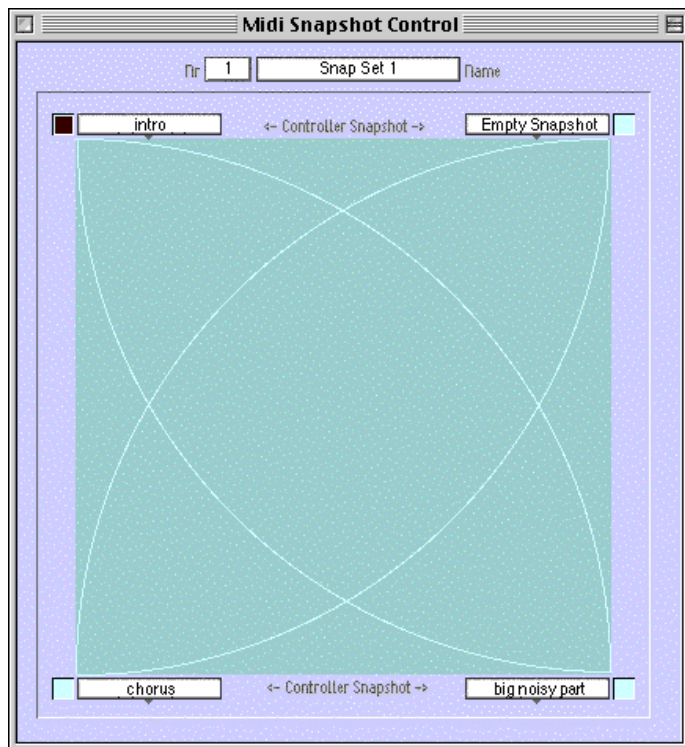 Midi Snapshot Control
Nr 1 Snap Set 1 Name
intro <- Controller Snapshot -> Empty Snapshot
chorus <- Controller Snapshot -> big noisy part